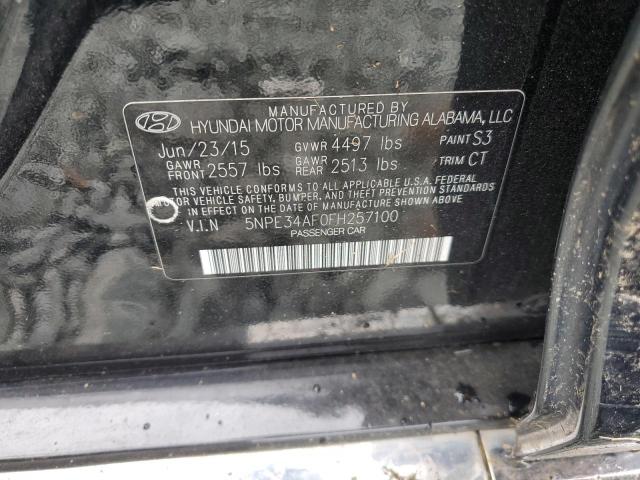 MANUFACTURED BY
HYUNDAI MOTOR MANUFACTURING ALABAMA, LLC
Jun/23/15 GVWR 4497 lbs PAINT S3
GAWR FRONT 2557 lbs GAWR REAR 2513 lbs TRIM CT
THIS VEHICLE CONFORMS TO ALL APPLICABLE U.S.A. FEDERAL
MOTOR VEHICLE SAFETY, BUMPER, AND THEFT PREVENTION STANDARDS
IN EFFECT ON THE DATE OF MANUFACTURE SHOWN ABOVE.
V.I.N 5NPE34AF0FH257100
PASSENGER CAR